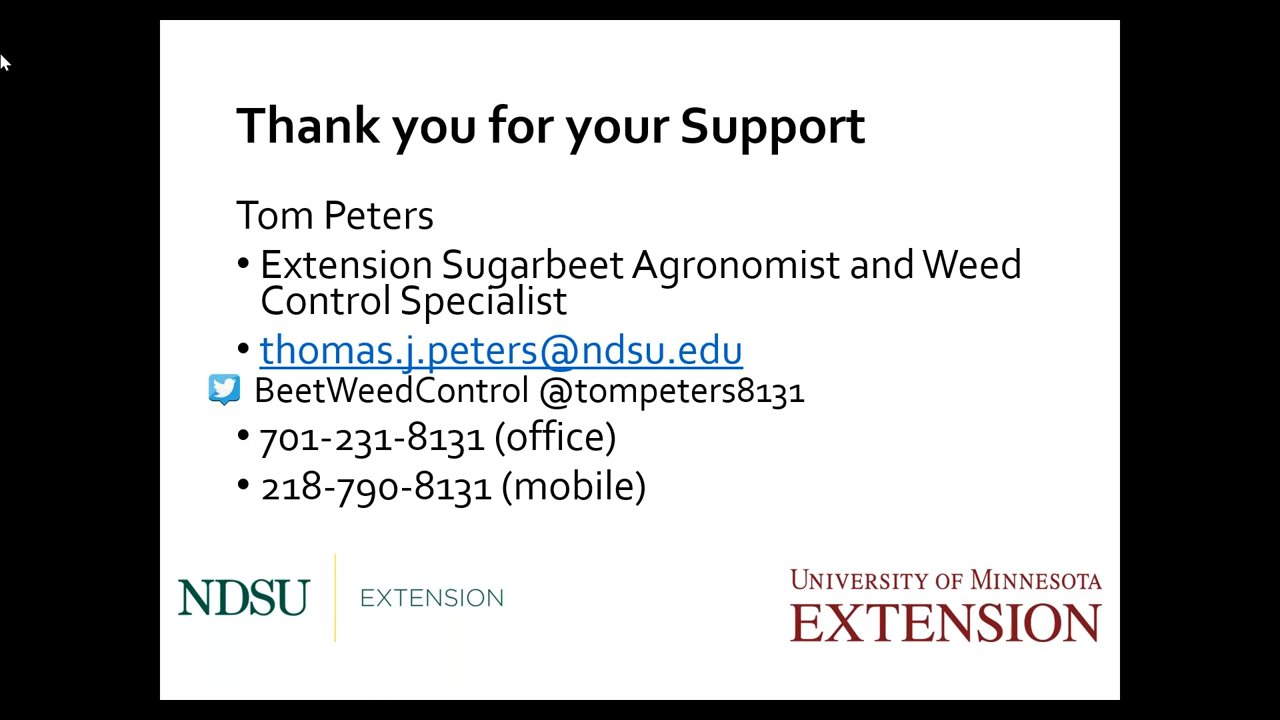 Thank you for your Support
Tom Peters
• Extension Sugarbeet Agronomist and Weed
Control Specialist
• thomas.j.peters@ndsu.edu
BeetWeedControl @tompeters8131
• 701-231-8131 (office)
• 218-790-8131 (mobile)
NDSU EXTENSION
UNIVERSITY OF MINNESOTA
EXTENSION